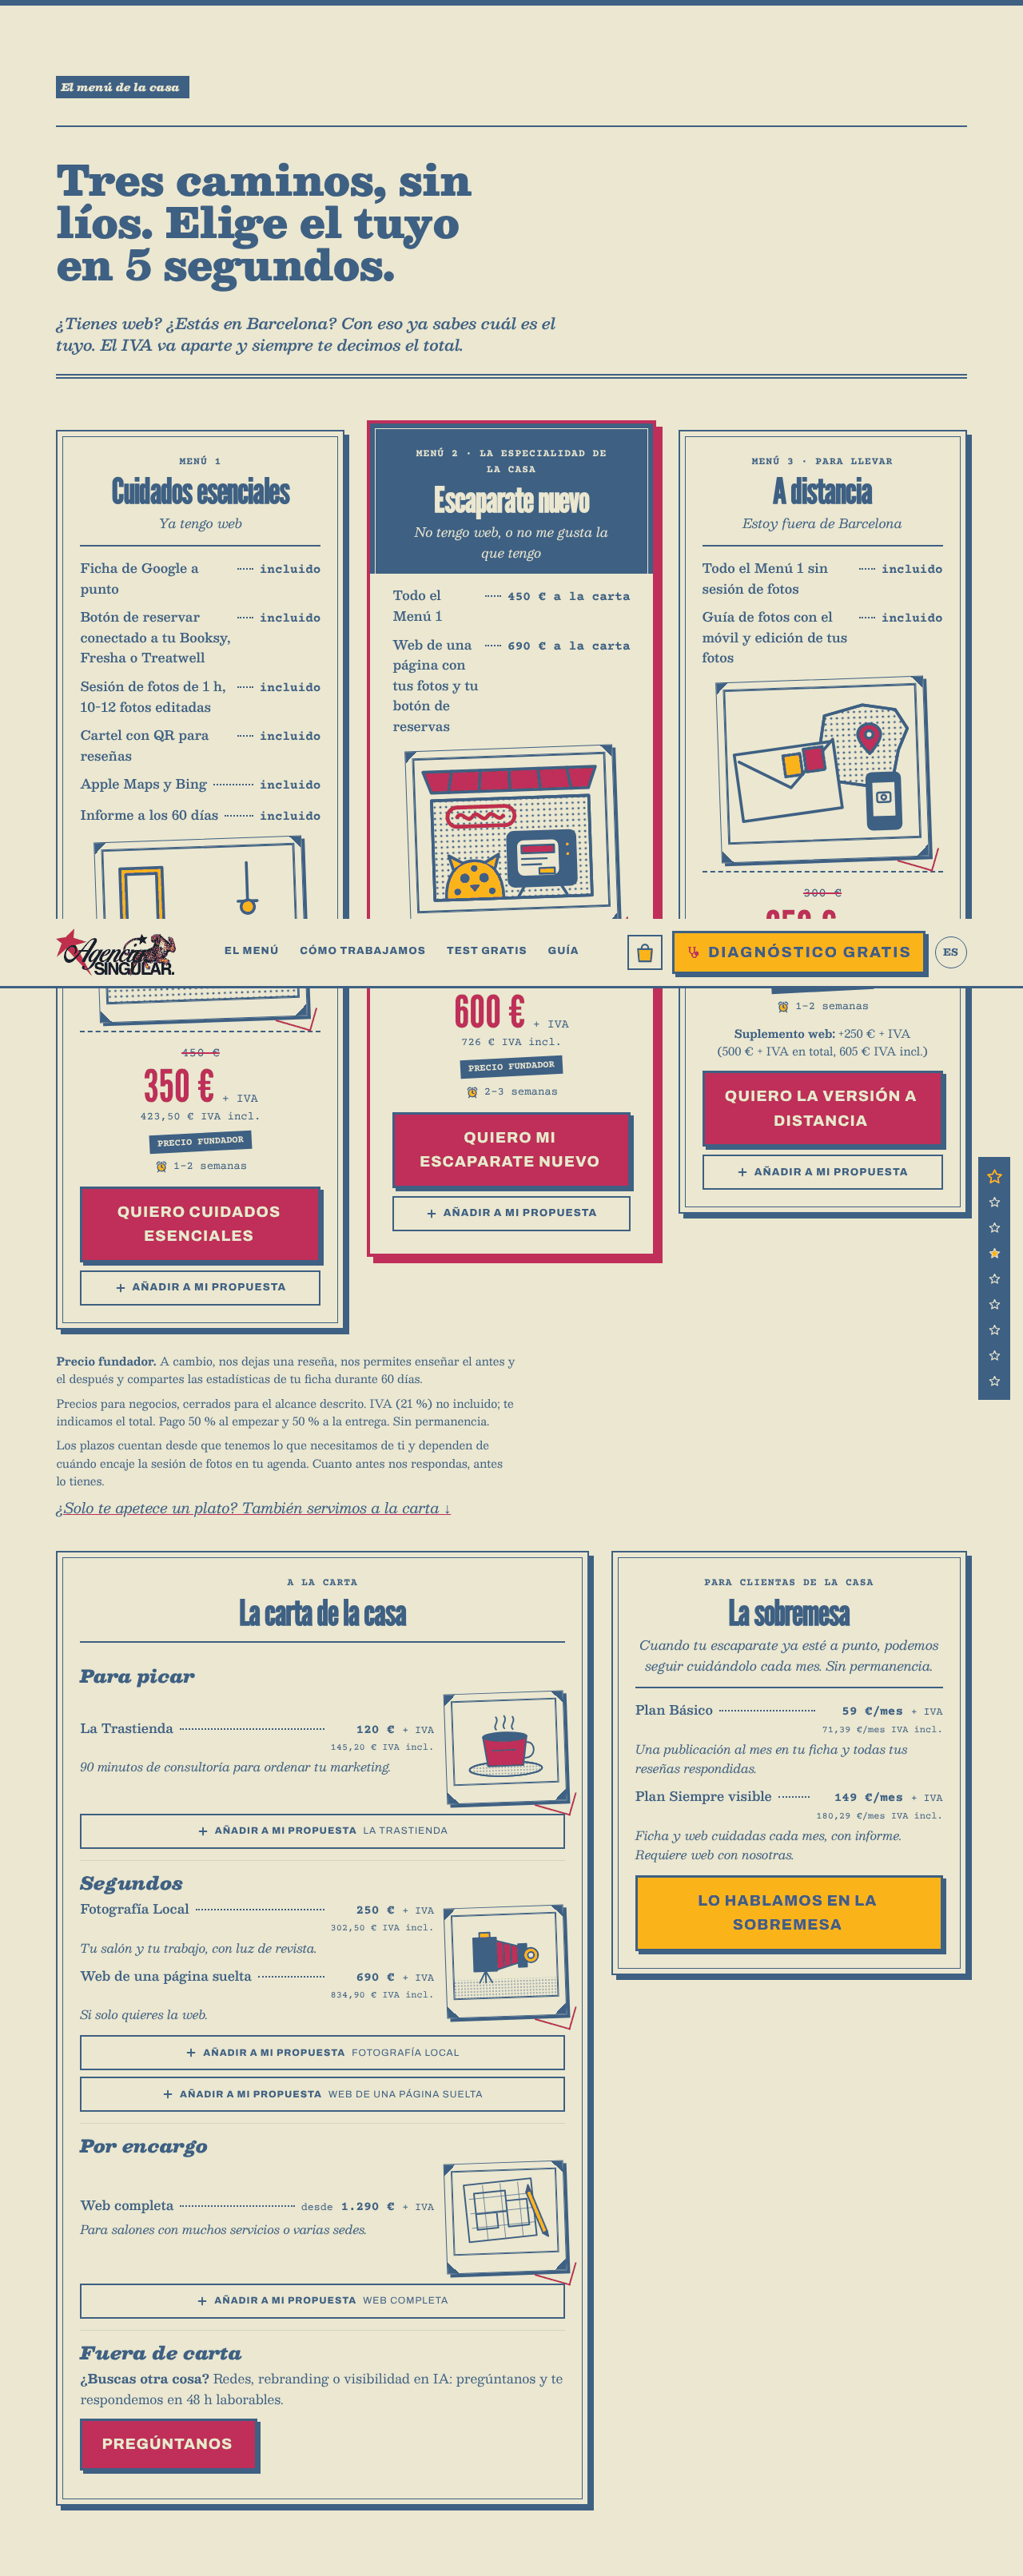 El menú de la casa
Tres caminos, sin
líos. Elige el tuyo
en 5 segundos.
¿Tienes web? ¿Estás en Barcelona? Con eso ya sabes cuál es el
tuyo. El IVA va aparte y siempre te decimos el total.
MENÚ 1
Cuidados esenciales
Ya tengo web
Ficha de Google a incluido
punto
Botón de reservar incluido
conectado a tu Booksy,
Fresha o Treatwell
Sesión de fotos de 1 h, incluido
10-12 fotos editadas
Cartel con QR para incluido
reseñas
Apple Maps y Bing incluido
Informe a los 60 días incluido
MENÚ 2 · LA ESPECIALIDAD DE
LA CASA
Escaparate nuevo
No tengo web, o no me gusta la
que tengo
Todo el 450 € a la carta
Menú 1
Web de una 690 € a la carta
página con
tus fotos y tu
botón de
reservas
MENÚ 3 · PARA LLEVAR
A distancia
Estoy fuera de Barcelona
Todo el Menú 1 sin incluido
sesión de fotos
Guía de fotos con el incluido
móvil y edición de tus
fotos
300 €
Agencia
SINGULAR.
EL MENÚ CÓMO TRABAJAMOS TEST GRATIS GUÍA
DIAGNÓSTICO GRATIS
ES
450 €
350 € + IVA
423,50 € IVA incl.
PRECIO FUNDADOR
1-2 semanas
QUIERO CUIDADOS
ESENCIALES
+ AÑADIR A MI PROPUESTA
600 € + IVA
726 € IVA incl.
PRECIO FUNDADOR
2-3 semanas
QUIERO MI
ESCAPARATE NUEVO
+ AÑADIR A MI PROPUESTA
1-2 semanas
Suplemento web: +250 € + IVA
(500 € + IVA en total, 605 € IVA incl.)
QUIERO LA VERSIÓN A
DISTANCIA
+ AÑADIR A MI PROPUESTA
Precio fundador. A cambio, nos dejas una reseña, nos permites enseñar el antes y
el después y compartes las estadísticas de tu ficha durante 60 días.
Precios para negocios, cerrados para el alcance descrito. IVA (21 %) no incluido; te
indicamos el total. Pago 50 % al empezar y 50 % a la entrega. Sin permanencia.
Los plazos cuentan desde que tenemos lo que necesitamos de ti y dependen de
cuándo encaje la sesión de fotos en tu agenda. Cuanto antes nos respondas, antes
lo tienes.
¿Solo te apetece un plato? También servimos a la carta ↓
A LA CARTA
La carta de la casa
Para picar
La Trastienda 120 € + IVA
145,20 € IVA incl.
90 minutos de consultoría para ordenar tu marketing.
+ AÑADIR A MI PROPUESTA LA TRASTIENDA
Segundos
Fotografía Local 250 € + IVA
302,50 € IVA incl.
Tu salón y tu trabajo, con luz de revista.
Web de una página suelta 690 € + IVA
834,90 € IVA incl.
Si solo quieres la web.
+ AÑADIR A MI PROPUESTA FOTOGRAFÍA LOCAL
+ AÑADIR A MI PROPUESTA WEB DE UNA PÁGINA SUELTA
Por encargo
Web completa desde 1.290 € + IVA
Para salones con muchos servicios o varias sedes.
+ AÑADIR A MI PROPUESTA WEB COMPLETA
Fuera de carta
¿Buscas otra cosa? Redes, rebranding o visibilidad en IA: pregúntanos y te
respondemos en 48 h laborables.
PREGÚNTANOS
PARA CLIENTAS DE LA CASA
La sobremesa
Cuando tu escaparate ya esté a punto, podemos
seguir cuidándolo cada mes. Sin permanencia.
Plan Básico 59 €/mes + IVA
71,39 €/mes IVA incl.
Una publicación al mes en tu ficha y todas tus
reseñas respondidas.
Plan Siempre visible 149 €/mes + IVA
180,29 €/mes IVA incl.
Ficha y web cuidadas cada mes, con informe.
Requiere web con nosotras.
LO HABLAMOS EN LA
SOBREMESA